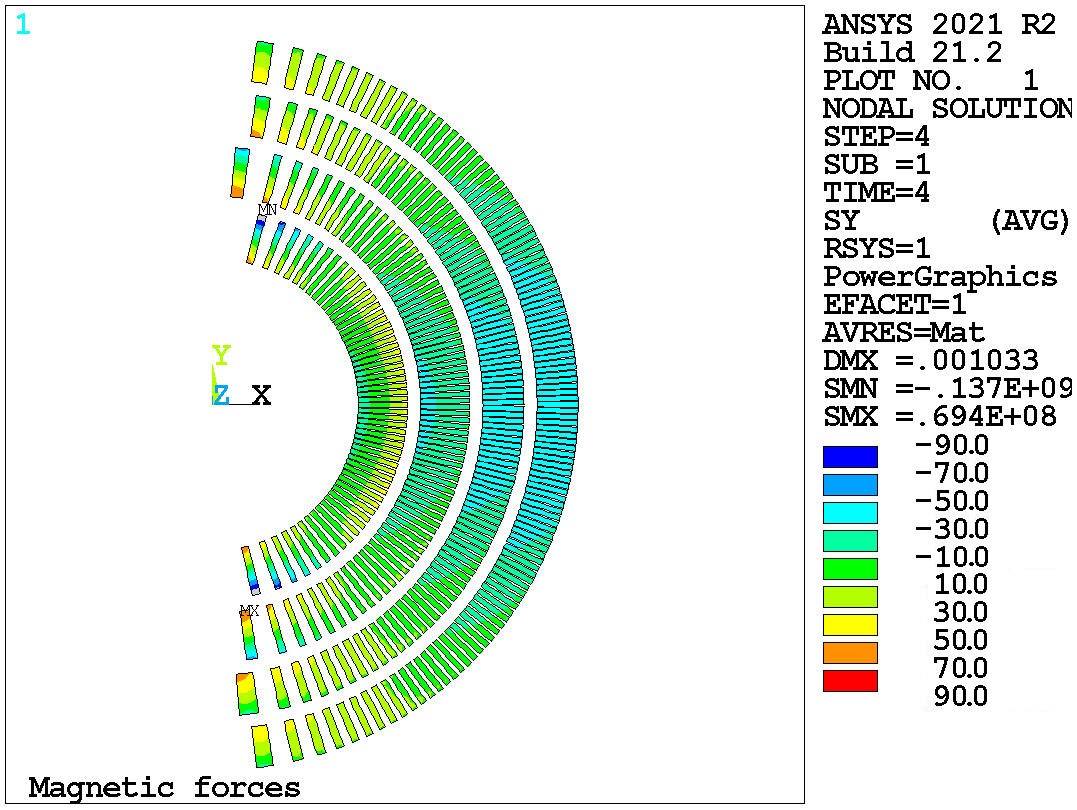 1
ANSYS 2021 R2
Build 21.2
PLOT NO. 1
NODAL SOLUTION
STEP=4
SUB =1
TIME=4
SY (AVG)
RSYS=1
PowerGraphics
EFACET=1
AVRES=Mat
DMX =.001033
SMN =-.137E+09
SMX =.694E+08
-90.0
-70.0
-50.0
-30.0
-10.0
10.0
30.0
50.0
70.0
90.0
MN
Y
Z X
MX
Magnetic forces